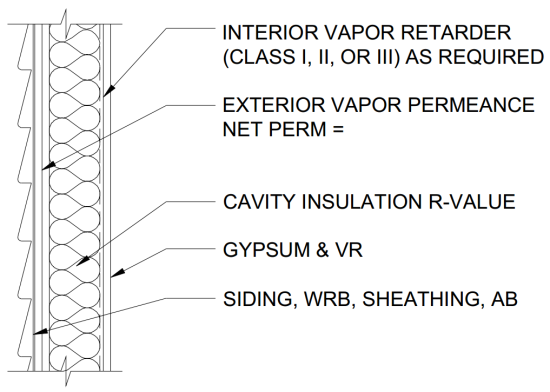 INTERIOR VAPOR RETARDER
(CLASS I, II, OR III) AS REQUIRED
EXTERIOR VAPOR PERMEANCE
NET PERM =
CAVITY INSULATION R-VALUE
GYPSUM & VR
SIDING, WRB, SHEATHING, AB